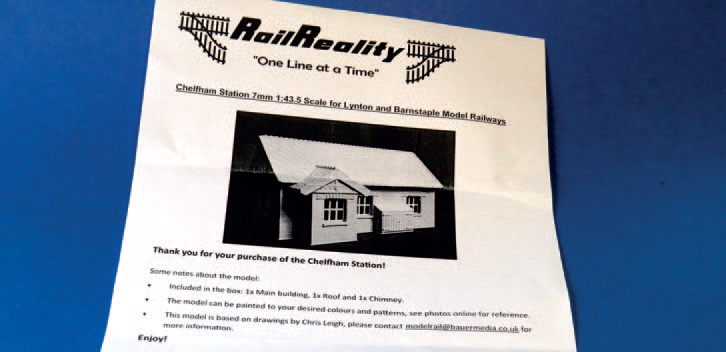 RailReality
"One Line at a Time"
Chelfham Station 7mm 1:43.5 Scale for Lynton and Barnstaple Model Railways
Thank you for your purchase of the Chelfham Station!
Some notes about the model:
• Included in the box: 1x Main building, 1x Roof and 1x Chimney.
• The model can be painted to your desired colours and patterns, see photos online for reference.
• This model is based on drawings by Chris Leigh, please contact modelrail@bauermedia.co.uk for
more information.
Enjoy!